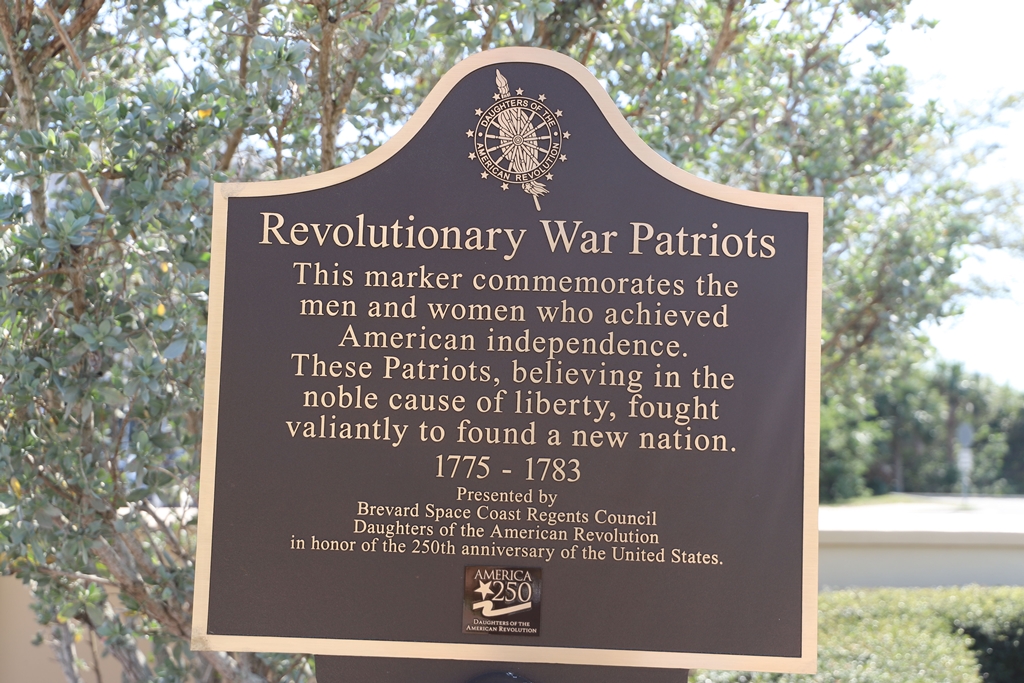 DAUGHTERS OF THE
AMERICAN REVOLUTION
Revolutionary War Patriots
This marker commemorates the
men and women who achieved
American independence.
These Patriots, believing in the
noble cause of liberty, fought
valiantly to found a new nation.
1775 - 1783
Presented by
Brevard Space Coast Regents Council
Daughters of the American Revolution
in honor of the 250th anniversary of the United States.
AMERICA
250
DAUGHTERS OF THE
AMERICAN REVOLUTION